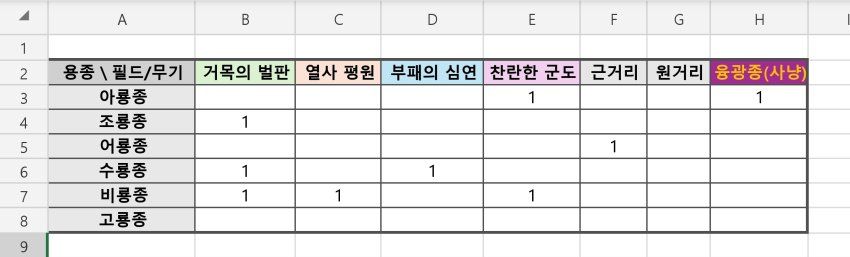 A B C D E F G H I
1
2 용종 \ 필드/무기 거목의 벌판 열사 평원 부패의 심연 찬란한 군도 근거리 원거리 융광종(사냥)
3 아룡종 1 1
4 조룡종 1
5 어룡종 1
6 수룡종 1 1
7 비룡종 1 1 1
8 고룡종
9